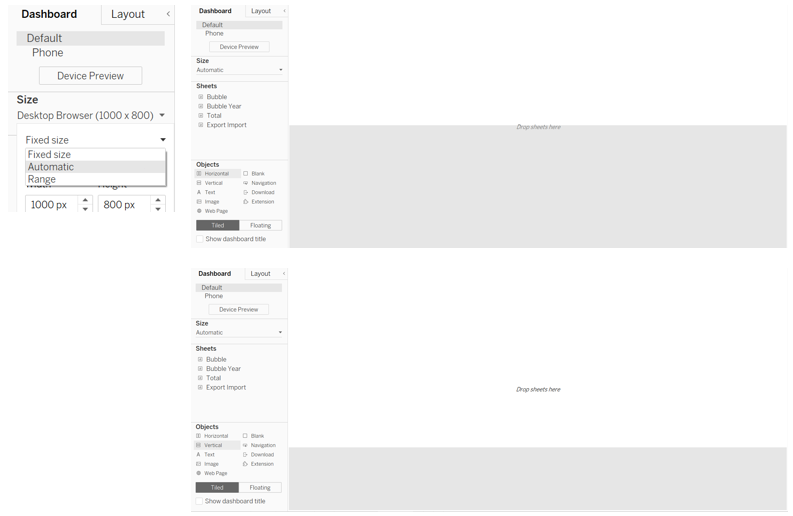 Dashboard Layout <
Default
Phone
Device Preview
Size
Desktop Browser (1000 x 800)
Fixed size
Fixed size
Automatic
Range
1000 px 800 px
Dashboard Layout <
Default
Phone
Device Preview
Size
Automatic
Sheets
Bubble
Bubble Year
Total
Export Import
Objects
Horizontal Blank
Vertical Navigation
A Text Download
Image Extension
Web Page
Tiled Floating
Show dashboard title
Drop sheets here
Dashboard Layout <
Default
Phone
Device Preview
Size
Automatic
Sheets
Bubble
Bubble Year
Total
Export Import
Objects
Horizontal Blank
Vertical Navigation
A Text Download
Image Extension
Web Page
Tiled Floating
Show dashboard title
Drop sheets here